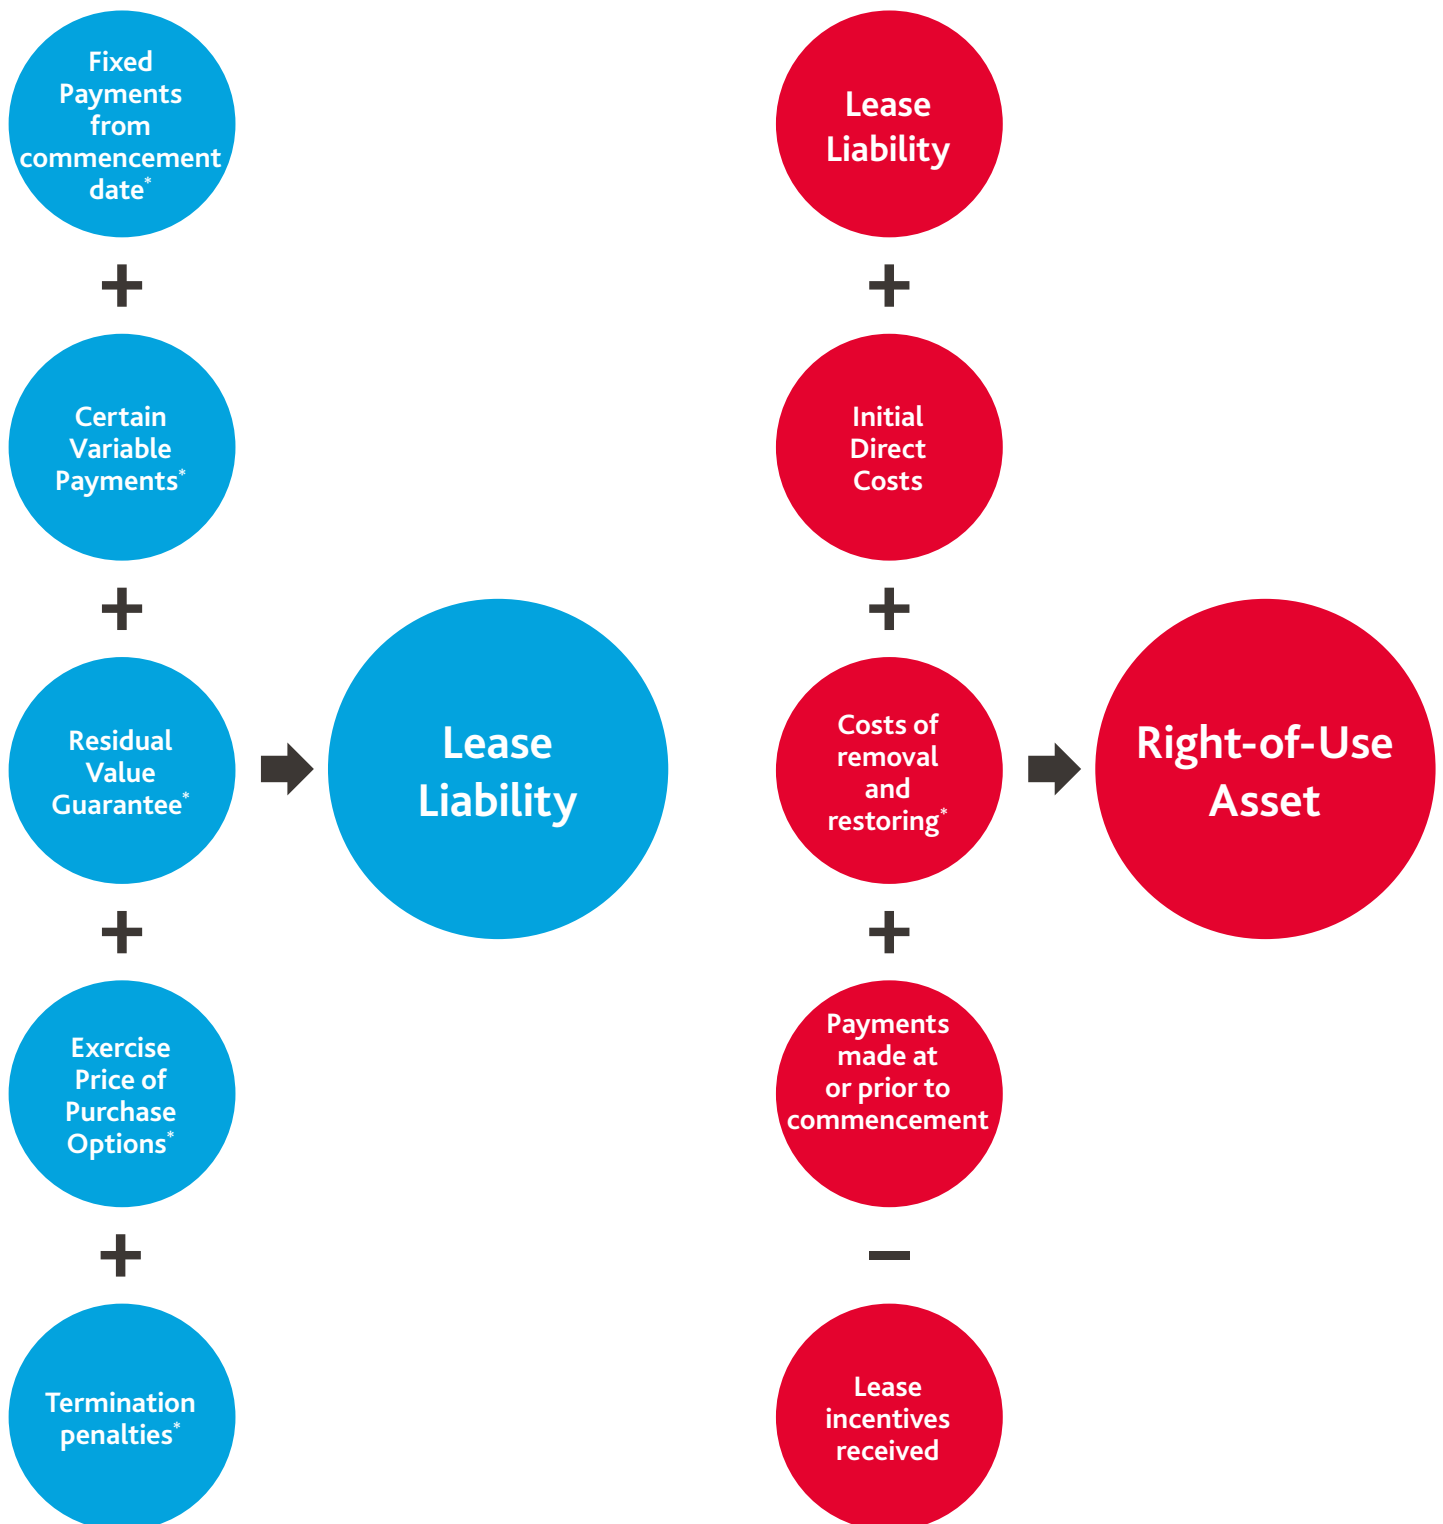 Fixed
Payments
from
commencement
date*
+
Certain
Variable
Payments*
+
Residual
Value
Guarantee*
+
Exercise
Price of
Purchase
Options*
+
Termination
penalties*
Lease
Liability
Lease
Liability
+
Initial
Direct
Costs
+
Costs of
removal
and
restoring*
+
Payments
made at
or prior to
commencement
−
Lease
incentives
received
Right-of-Use
Asset